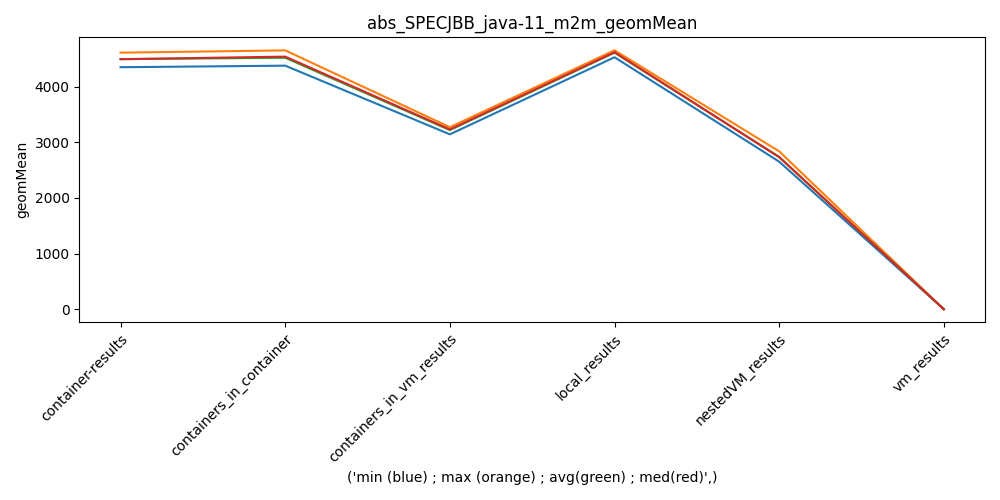 abs_SPECJBB_java-11_m2m_geomMean
geomMean
4000
3000
2000
1000
0
container-results
containers_in_container
containers_in_vm_results
local_results
nestedVM_results
vm_results
('min (blue) ; max (orange) ; avg(green) ; med(red)',)